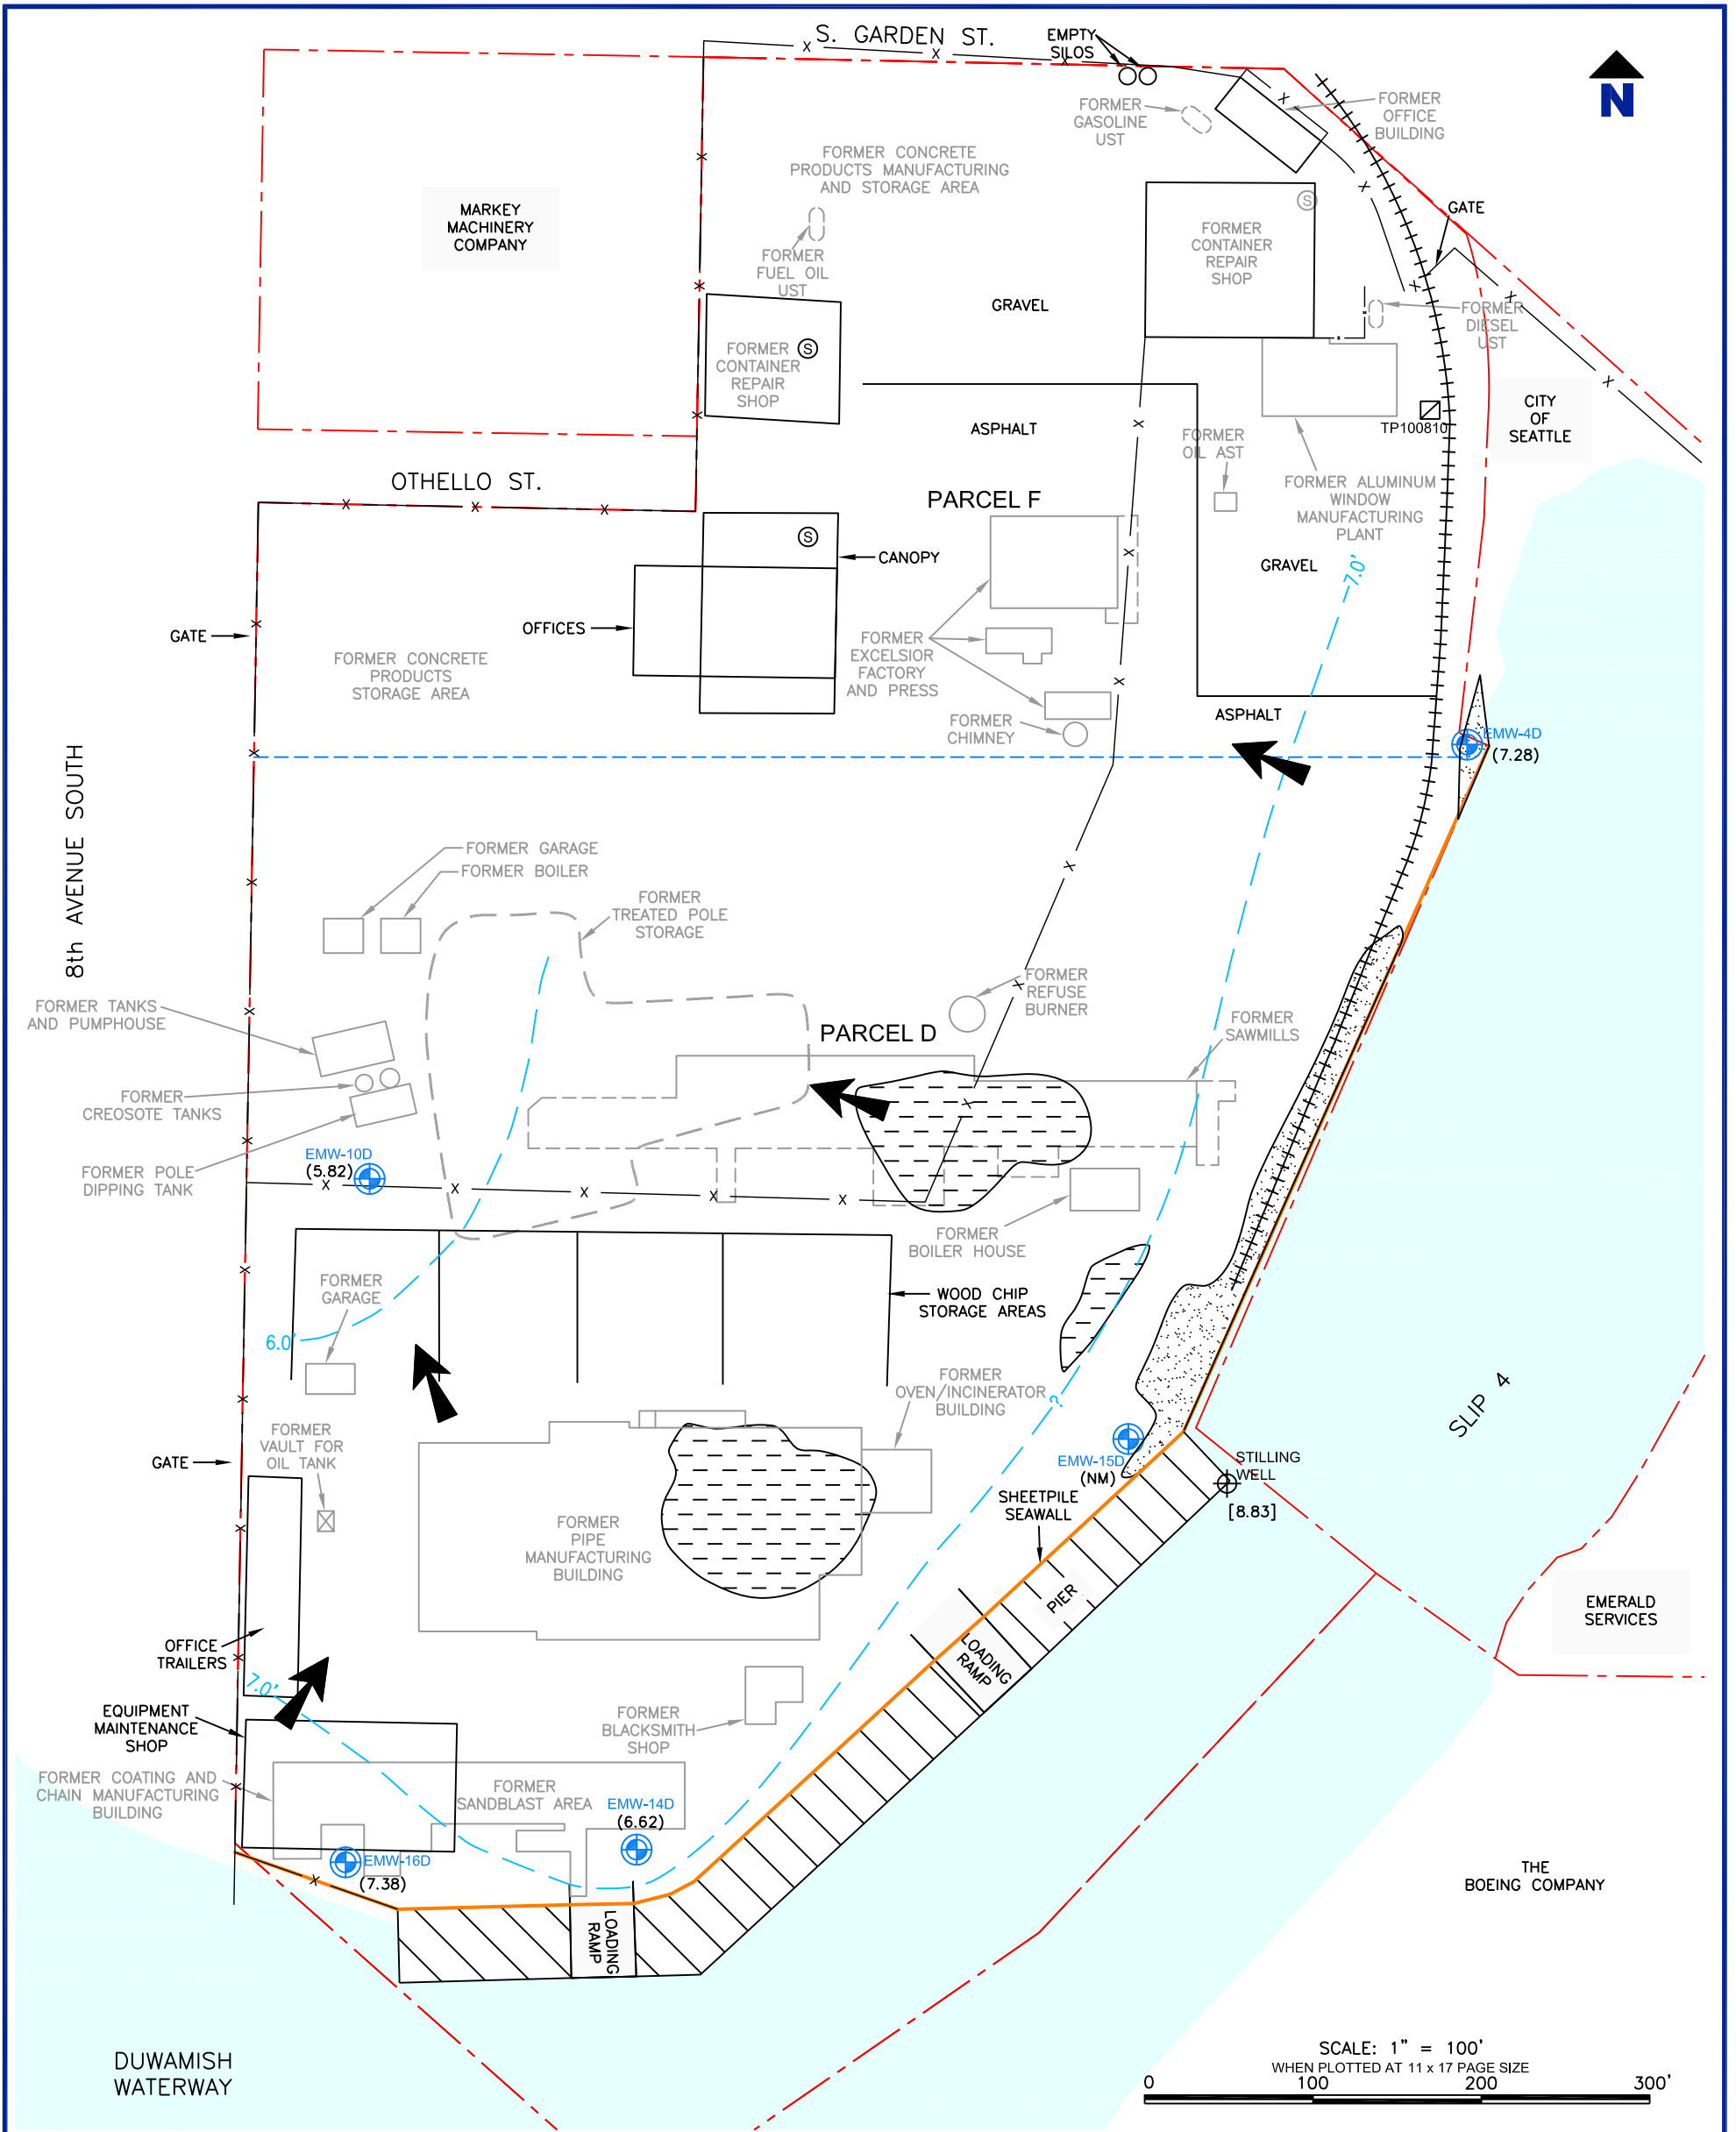 S. GARDEN ST.
EMPTY
SILOS
N
FORMER
GASOLINE
UST
FORMER
OFFICE
BUILDING
FORMER CONCRETE
PRODUCTS MANUFACTURING
AND STORAGE AREA
MARKEY
MACHINERY
COMPANY
FORMER
FUEL OIL
UST
S
FORMER
CONTAINER
REPAIR
SHOP
GATE
GRAVEL
FORMER
DIESEL
UST
FORMER
CONTAINER
REPAIR
SHOP
S
ASPHALT
FORMER
OIL AST
TP100810
CITY
OF
SEATTLE
OTHELLO ST.
PARCEL F
FORMER ALUMINUM
WINDOW
MANUFACTURING
PLANT
S
CANOPY
GRAVEL
7.0'
GATE
OFFICES
FORMER CONCRETE
PRODUCTS
STORAGE AREA
FORMER
EXCELSIOR
FACTORY
AND PRESS
FORMER
CHIMNEY
ASPHALT
EMW-4D
(7.28)
8th AVENUE SOUTH
FORMER GARAGE
FORMER BOILER
FORMER
TREATED POLE
STORAGE
FORMER TANKS
AND PUMPHOUSE
FORMER
REFUSE
BURNER
PARCEL D
FORMER
SAWMILLS
FORMER
CREOSOTE TANKS
FORMER POLE
DIPPING TANK
EMW-10D
(5.82)
FORMER
BOILER HOUSE
FORMER
GARAGE
WOOD CHIP
STORAGE AREAS
6.0'
FORMER
OVEN/INCINERATOR
BUILDING
?
SLIP 4
FORMER
VAULT FOR
OIL TANK
GATE
EMW-15D
(NM)
STILLING
WELL
[8.83]
SHEETPILE
SEAWALL
FORMER
PIPE
MANUFACTURING
BUILDING
PIER
EMERALD
SERVICES
LOADING
RAMP
OFFICE
TRAILERS
7.0'
EQUIPMENT
MAINTENANCE
SHOP
FORMER
BLACKSMITH
SHOP
FORMER COATING AND
CHAIN MANUFACTURING
BUILDING
FORMER
SANDBLAST AREA
EMW-14D
(6.62)
EMW-16D
(7.38)
THE
BOEING COMPANY
LOADING
RAMP
DUWAMISH
WATERWAY
SCALE: 1" = 100'
WHEN PLOTTED AT 11 x 17 PAGE SIZE
0 100 200 300'